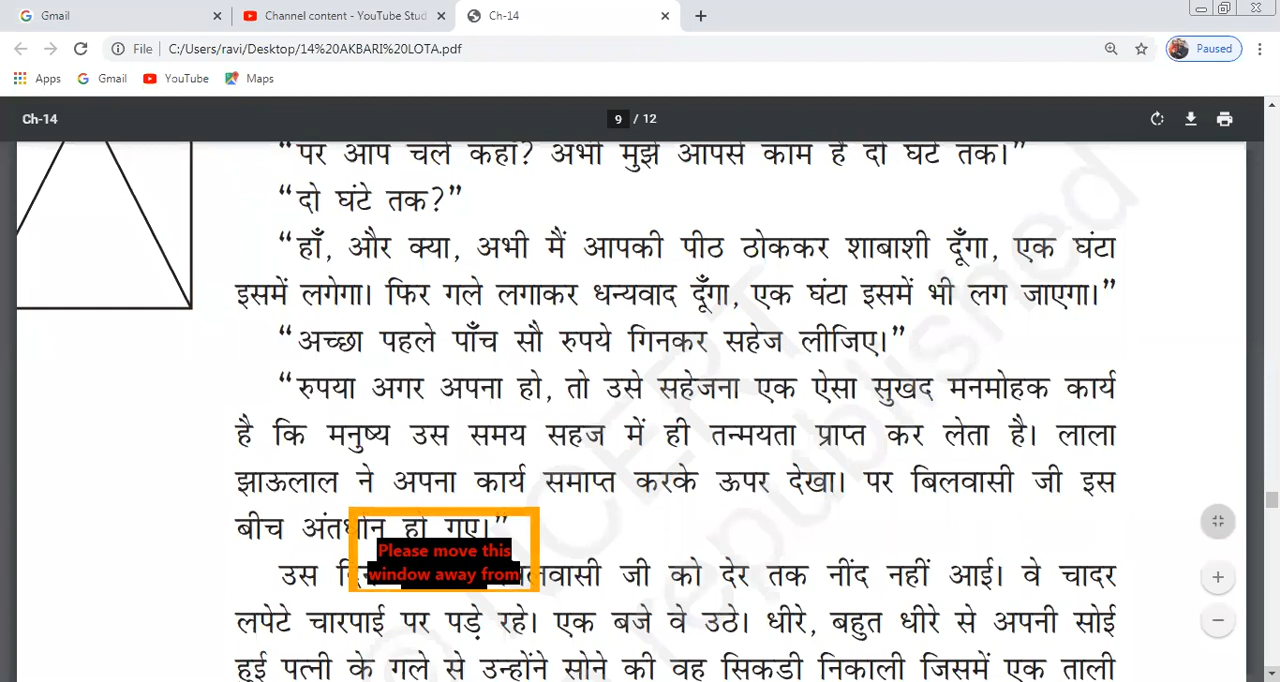 Gmail
Channel content - YouTube Stud
Ch-14
File C:/Users/ravi/Desktop/14%20AKBARI%20LOTA.pdf
Paused
Apps Gmail YouTube Maps
Ch-14
9 / 12
“पर आप चले कहाँ? अभी मुझे आपसे काम है दो घंटे तक।”
“दो घंटे तक?”
“हाँ, और क्या, अभी मैं आपकी पीठ ठोककर शाबाशी दूँगा, एक घंटा
इसमें लगेगा। फिर गले लगाकर धन्यवाद दूँगा, एक घंटा इसमें भी लग जाएगा।”
“अच्छा पहले पाँच सौ रुपये गिनकर सहेज लीजिए।”
“रुपया अगर अपना हो, तो उसे सहेजना एक ऐसा सुखद मनमोहक कार्य
है कि मनुष्य उस समय सहज में ही तन्मयता प्राप्त कर लेता है। लाला
झाऊलाल ने अपना कार्य समाप्त करके ऊपर देखा। पर बिलवासी जी इस
बीच अंतर्धान हो गए।”
Please move this
window away from
उस जी को देर तक नींद नहीं आई। वे चादर
लपेटे चारपाई पर पड़े रहे। एक बजे वे उठे। धीरे, बहुत धीरे से अपनी सोई
हुई पत्नी के गले से उन्होंने सोने की वह सिकड़ी निकाली जिसमें एक ताली
© NCERT
republished